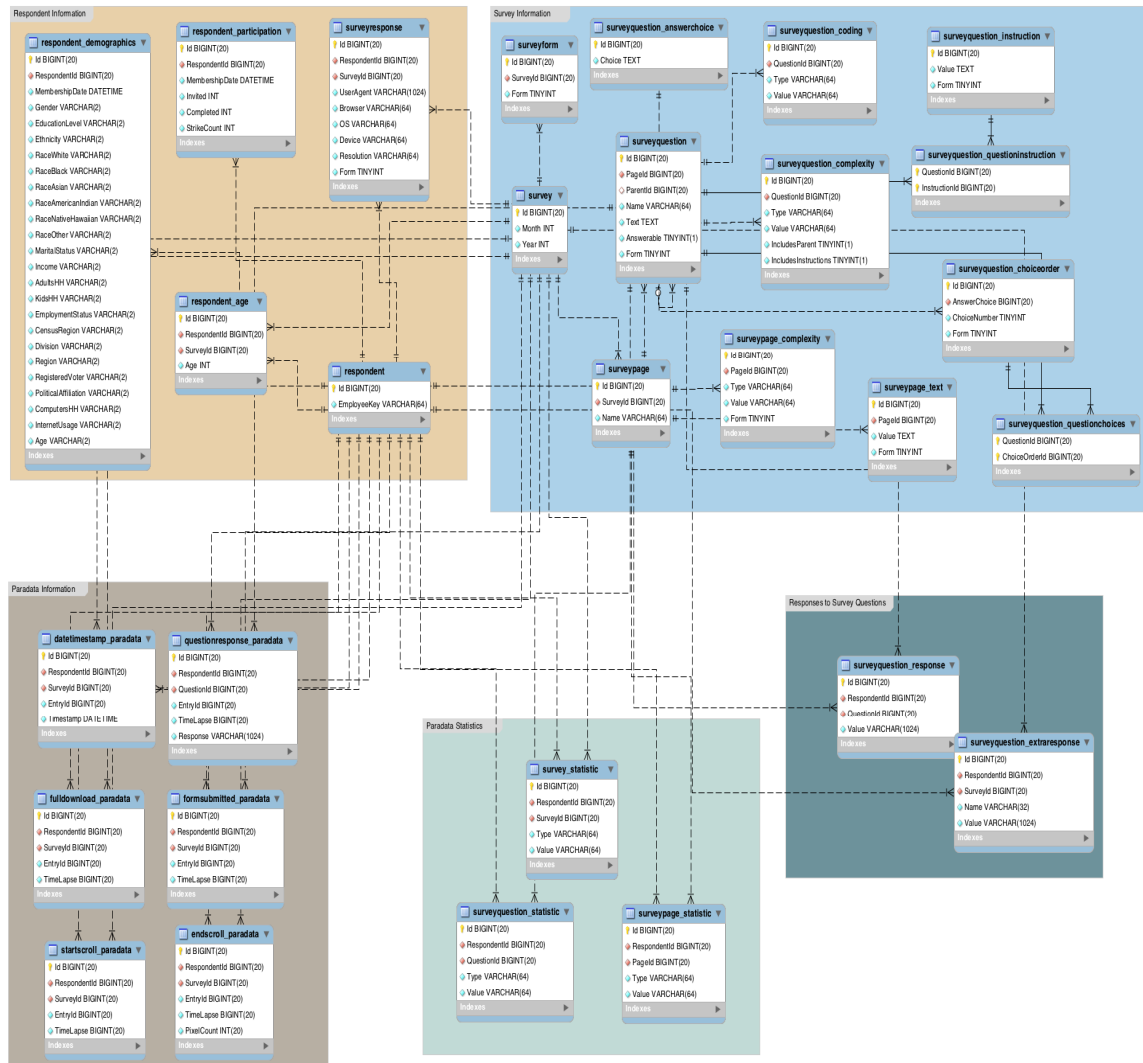 Respondent Information
respondent_demographics
Id BIGINT(20)
RespondentId BIGINT(20)
MembershipDate DATETIME
Gender VARCHAR(2)
EducationLevel VARCHAR(2)
Ethnicity VARCHAR(2)
RaceWhite VARCHAR(2)
RaceBlack VARCHAR(2)
RaceAsian VARCHAR(2)
RaceAmericanIndian VARCHAR(2)
RaceNativeHawaiian VARCHAR(2)
RaceOther VARCHAR(2)
MaritalStatus VARCHAR(2)
Income VARCHAR(2)
AdultsHH VARCHAR(2)
KidsHH VARCHAR(2)
EmploymentStatus VARCHAR(2)
CensusRegion VARCHAR(2)
Division VARCHAR(2)
Region VARCHAR(2)
RegisteredVoter VARCHAR(2)
PoliticalAffiliation VARCHAR(2)
ComputersHH VARCHAR(2)
InternetUsage VARCHAR(2)
Age VARCHAR(2)
Indexes
respondent_participation
Id BIGINT(20)
RespondentId BIGINT(20)
MembershipDate DATETIME
Invited INT
Completed INT
StrikeCount INT
Indexes
surveyresponse
Id BIGINT(20)
RespondentId BIGINT(20)
SurveyId BIGINT(20)
UserAgent VARCHAR(1024)
Browser VARCHAR(64)
OS VARCHAR(64)
Device VARCHAR(64)
Resolution VARCHAR(64)
Form TINYINT
Indexes
respondent_age
Id BIGINT(20)
RespondentId BIGINT(20)
SurveyId BIGINT(20)
Age INT
Indexes
respondent
Id BIGINT(20)
EmployeeKey VARCHAR(64)
Indexes
Survey Information
surveyform
Id BIGINT(20)
SurveyId BIGINT(20)
Form TINYINT
Indexes
surveyquestion_answerchoice
Id BIGINT(20)
Choice TEXT
Indexes
surveyquestion_coding
Id BIGINT(20)
QuestionId BIGINT(20)
Type VARCHAR(64)
Value VARCHAR(64)
Indexes
surveyquestion_instruction
Id BIGINT(20)
Value TEXT
Form TINYINT
Indexes
survey
Id BIGINT(20)
Month INT
Year INT
Indexes
surveyquestion
Id BIGINT(20)
PageId BIGINT(20)
ParentId BIGINT(20)
Name VARCHAR(64)
Text TEXT
Answerable TINYINT(1)
Form TINYINT
Indexes
surveyquestion_complexity
Id BIGINT(20)
QuestionId BIGINT(20)
Type VARCHAR(64)
Value VARCHAR(64)
IncludesParent TINYINT(1)
IncludesInstructions TINYINT(1)
Indexes
surveyquestion_questioninstruction
QuestionId BIGINT(20)
InstructionId BIGINT(20)
Indexes
surveyquestion_choiceorder
Id BIGINT(20)
AnswerChoice BIGINT(20)
ChoiceNumber TINYINT
Form TINYINT
Indexes
surveypage
Id BIGINT(20)
SurveyId BIGINT(20)
Name VARCHAR(64)
Indexes
surveypage_complexity
Id BIGINT(20)
PageId BIGINT(20)
Type VARCHAR(64)
Value VARCHAR(64)
Form TINYINT
Indexes
surveypage_text
Id BIGINT(20)
PageId BIGINT(20)
Value TEXT
Form TINYINT
Indexes
surveyquestion_questionchoices
QuestionId BIGINT(20)
ChoiceOrderId BIGINT(20)
Indexes
Paradata Information
datetimestamp_paradata
Id BIGINT(20)
RespondentId BIGINT(20)
SurveyId BIGINT(20)
EntryId BIGINT(20)
Timestamp DATETIME
Indexes
questionresponse_paradata
Id BIGINT(20)
RespondentId BIGINT(20)
QuestionId BIGINT(20)
EntryId BIGINT(20)
TimeLapse BIGINT(20)
Response VARCHAR(1024)
Indexes
fulldownload_paradata
Id BIGINT(20)
RespondentId BIGINT(20)
SurveyId BIGINT(20)
EntryId BIGINT(20)
TimeLapse BIGINT(20)
Indexes
formsubmitted_paradata
Id BIGINT(20)
RespondentId BIGINT(20)
SurveyId BIGINT(20)
EntryId BIGINT(20)
TimeLapse BIGINT(20)
Indexes
startscroll_paradata
Id BIGINT(20)
RespondentId BIGINT(20)
SurveyId BIGINT(20)
EntryId BIGINT(20)
TimeLapse BIGINT(20)
Indexes
endscroll_paradata
Id BIGINT(20)
RespondentId BIGINT(20)
SurveyId BIGINT(20)
EntryId BIGINT(20)
TimeLapse BIGINT(20)
PixelCount INT(20)
Indexes
Paradata Statistics
survey_statistic
Id BIGINT(20)
RespondentId BIGINT(20)
SurveyId BIGINT(20)
Type VARCHAR(64)
Value VARCHAR(64)
Indexes
surveyquestion_statistic
Id BIGINT(20)
RespondentId BIGINT(20)
QuestionId BIGINT(20)
Type VARCHAR(64)
Value VARCHAR(64)
Indexes
surveypage_statistic
Id BIGINT(20)
RespondentId BIGINT(20)
PageId BIGINT(20)
Type VARCHAR(64)
Value VARCHAR(64)
Indexes
Responses to Survey Questions
surveyquestion_response
Id BIGINT(20)
RespondentId BIGINT(20)
QuestionId BIGINT(20)
Value VARCHAR(1024)
Indexes
surveyquestion_extraresponse
Id BIGINT(20)
RespondentId BIGINT(20)
SurveyId BIGINT(20)
Name VARCHAR(32)
Value VARCHAR(1024)
Indexes